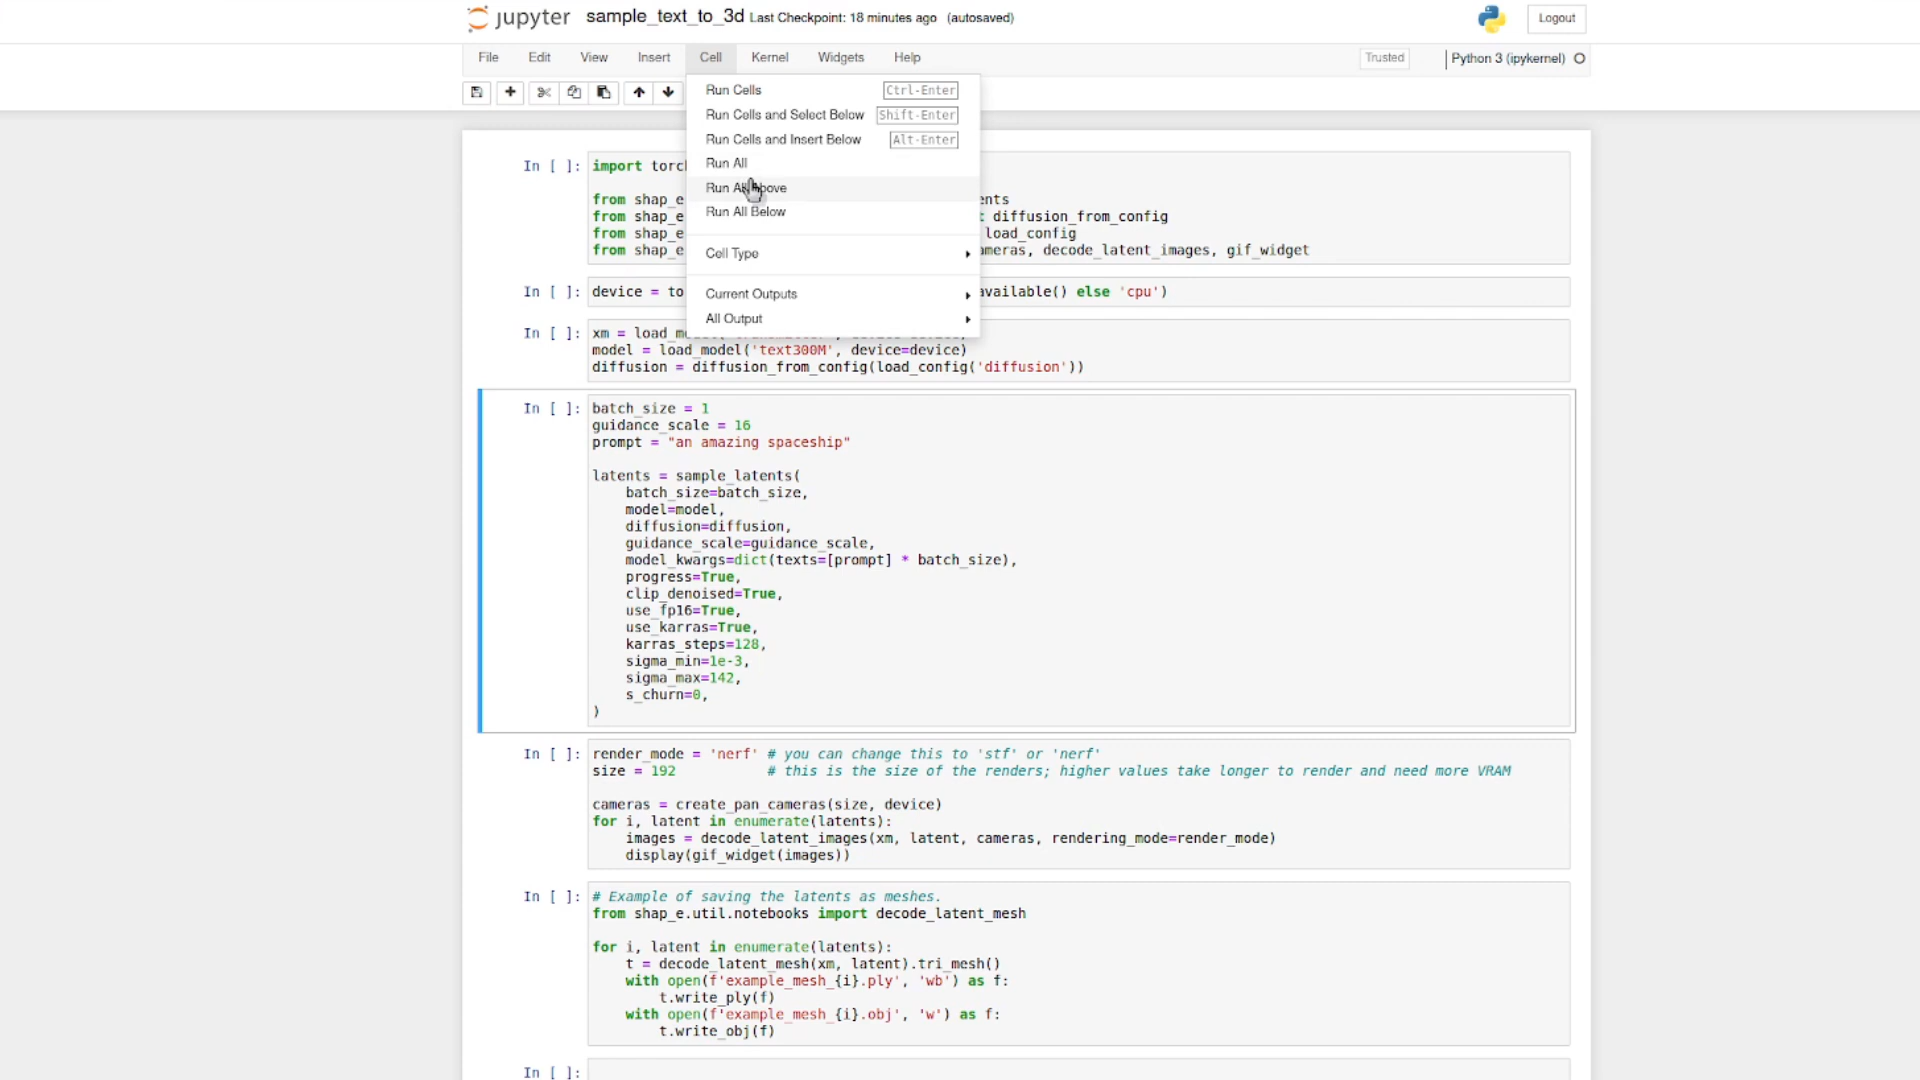 jupyter sample_text_to_3d Last Checkpoint: 18 minutes ago (autosaved) Logout
File Edit View Insert Cell Kernel Widgets Help Trusted Python 3 (ipykernel)
Run Cells Ctrl-Enter
Run Cells and Select Below Shift-Enter
Run Cells and Insert Below Alt-Enter
Run All
Run All Above
Run All Below
Cell Type
Current Outputs
All Output
In [ ]: import torch
from shap_e ents
from shap_e t diffusion_from_config
from shap_e load_config
from shap_e ameras, decode_latent_images, gif_widget
In [ ]: device = to available() else 'cpu')
In [ ]: xm = load_m
model = load_model('text300M', device=device)
diffusion = diffusion_from_config(load_config('diffusion'))
In [ ]: batch_size = 1
guidance_scale = 16
prompt = "an amazing spaceship"
latents = sample_latents(
batch_size=batch_size,
model=model,
diffusion=diffusion,
guidance_scale=guidance_scale,
model_kwargs=dict(texts=[prompt] * batch_size),
progress=True,
clip_denoised=True,
use_fp16=True,
use_karras=True,
karras_steps=128,
sigma_min=1e-3,
sigma_max=142,
s_churn=0,
)
In [ ]: render_mode = 'nerf' # you can change this to 'stf' or 'nerf'
size = 192 # this is the size of the renders; higher values take longer to render and need more VRAM
cameras = create_pan_cameras(size, device)
for i, latent in enumerate(latents):
images = decode_latent_images(xm, latent, cameras, rendering_mode=render_mode)
display(gif_widget(images))
In [ ]: # Example of saving the latents as meshes.
from shap_e.util.notebooks import decode_latent_mesh
for i, latent in enumerate(latents):
t = decode_latent_mesh(xm, latent).tri_mesh()
with open(f'example_mesh_{i}.ply', 'wb') as f:
t.write_ply(f)
with open(f'example_mesh_{i}.obj', 'w') as f:
t.write_obj(f)
In [ ]: